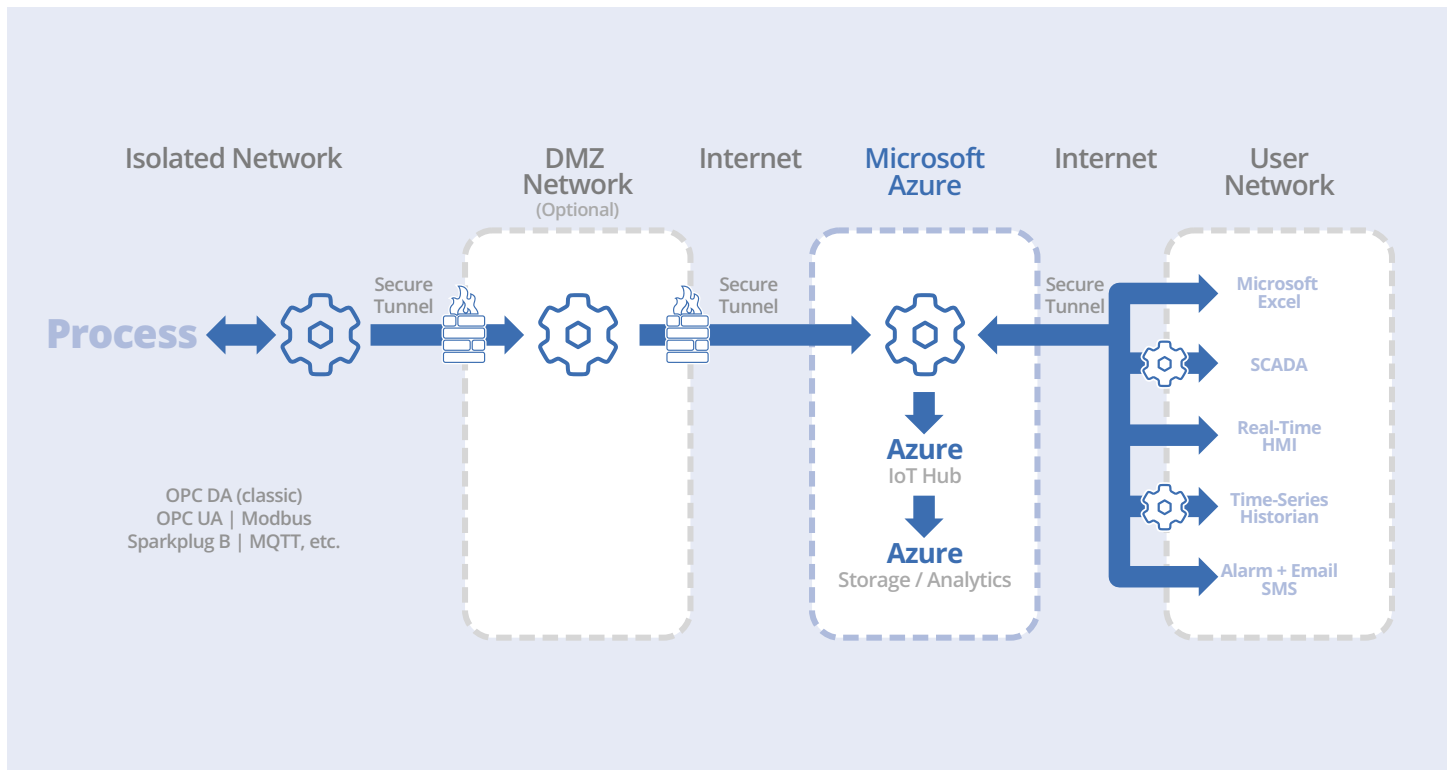 Isolated Network
DMZ
Network
(Optional)
Internet
Microsoft
Azure
Internet
User
Network
Process
Secure
Tunnel
Secure
Tunnel
Secure
Tunnel
OPC DA (classic)
OPC UA | Modbus
Sparkplug B | MQTT, etc.
Azure
IoT Hub
Azure
Storage / Analytics
Microsoft
Excel
SCADA
Real-Time
HMI
Time-Series
Historian
Alarm + Email
SMS